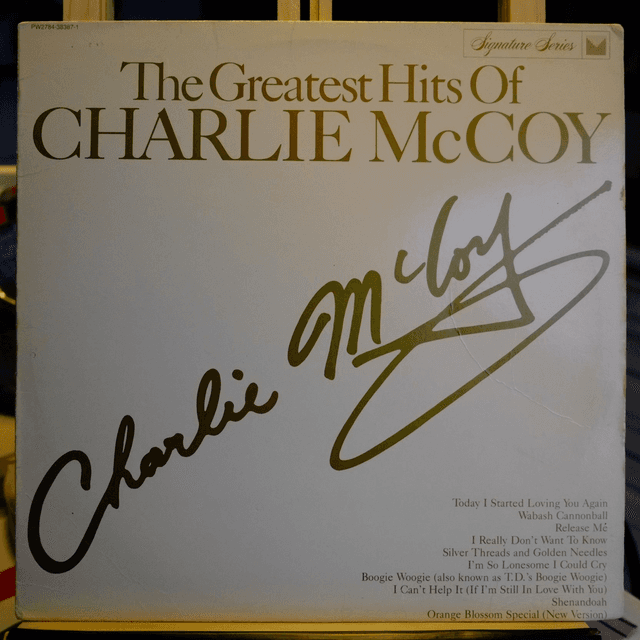 PW2784-38387-1
Signature Series
The Greatest Hits Of
CHARLIE McCOY
Charlie McCoy
Today I Started Loving You Again
Wabash Cannonball
Release Me
I Really Don't Want To Know
Silver Threads and Golden Needles
I'm So Lonesome I Could Cry
Boogie Woogie (also known as T.D.'s Boogie Woogie)
I Can't Help It (If I'm Still In Love With You)
Shenandoah
Orange Blossom Special (New Version)